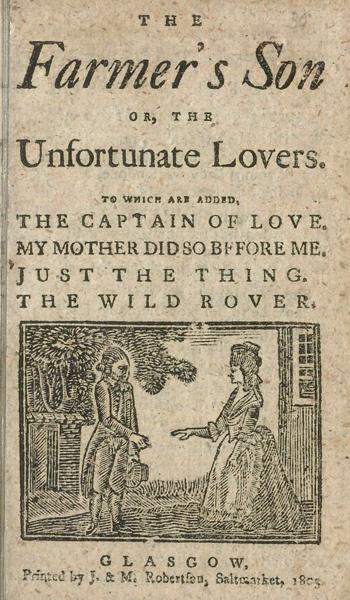 THE
Farmer's Son
OR, THE
Unfortunate Lovers.
TO WHICH ARE ADDED,
THE CAPTAIN OF LOVE.
MY MOTHER DID SO BEFORE ME.
JUST THE THING.
THE WILD ROVER.
GLASGOW,
Printed by J. & M. Robertson, Saltmarket,